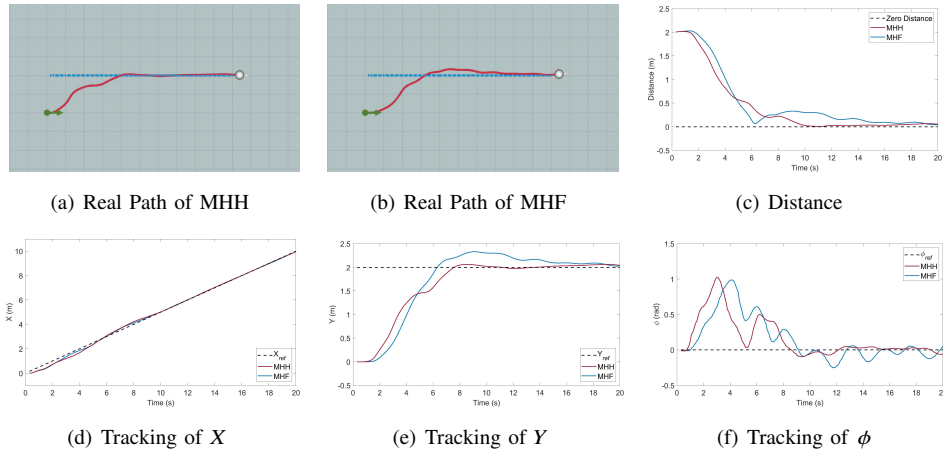 2.5
2
1.5
1
0.5
0
-0.5
Distance (m)
0 2 4 6 8 10 12 14 16 18 20
Time (s)
Zero Distance
MHH
MHF
(a) Real Path of MHH
(b) Real Path of MHF
(c) Distance
10
8
6
4
2
0
X (m)
0 2 4 6 8 10 12 14 16 18 20
Time (s)
X_ref
MHH
MHF
2.5
2
1.5
1
0.5
0
-0.5
Y (m)
0 2 4 6 8 10 12 14 16 18 20
Time (s)
Y_ref
MHH
MHF
1.5
1
0.5
0
-0.5
ϕ (rad)
0 2 4 6 8 10 12 14 16 18 20
Time (s)
ϕ_ref
MHH
MHF
(d) Tracking of X
(e) Tracking of Y
(f) Tracking of ϕ